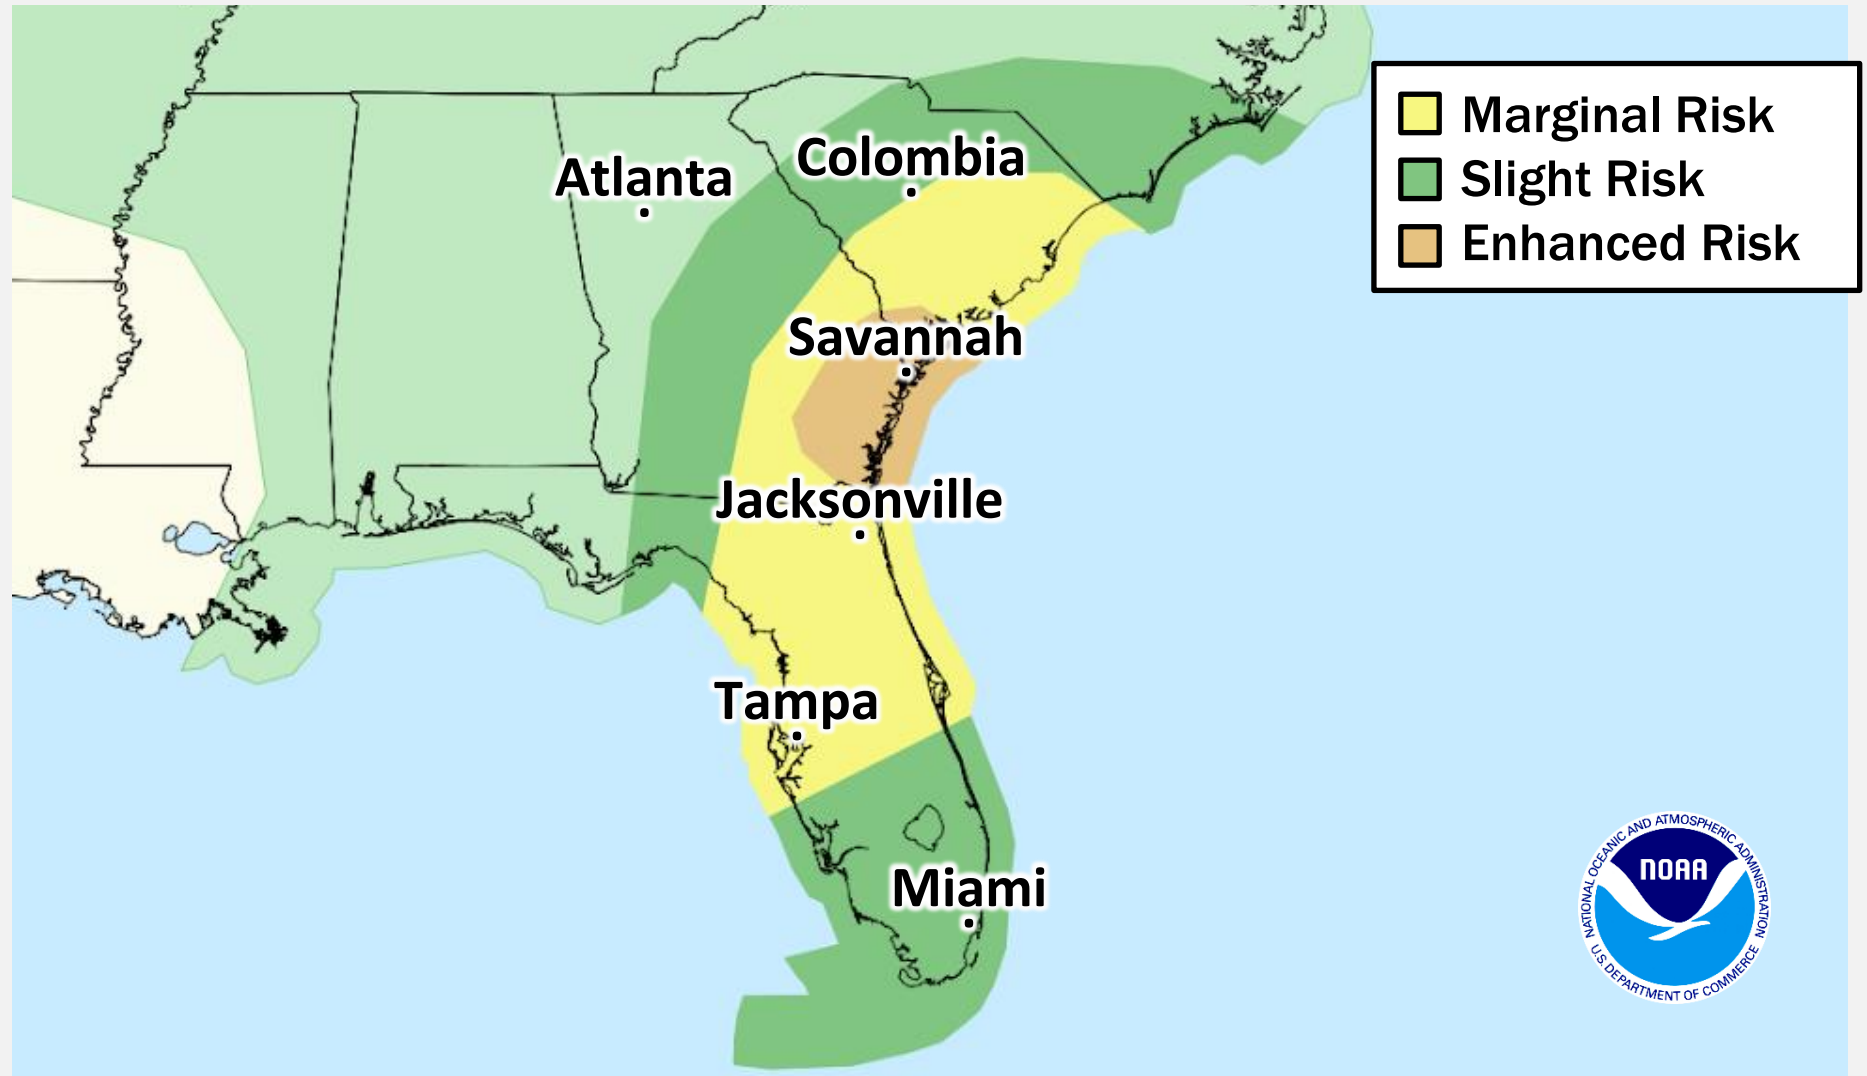 Marginal Risk
Slight Risk
Enhanced Risk
Colombia
Atlanta
Savannah
Jacksonville
Tampa
Miami
NATIONAL OCEANIC AND ATMOSPHERIC ADMINISTRATION
NOAA
U.S. DEPARTMENT OF COMMERCE